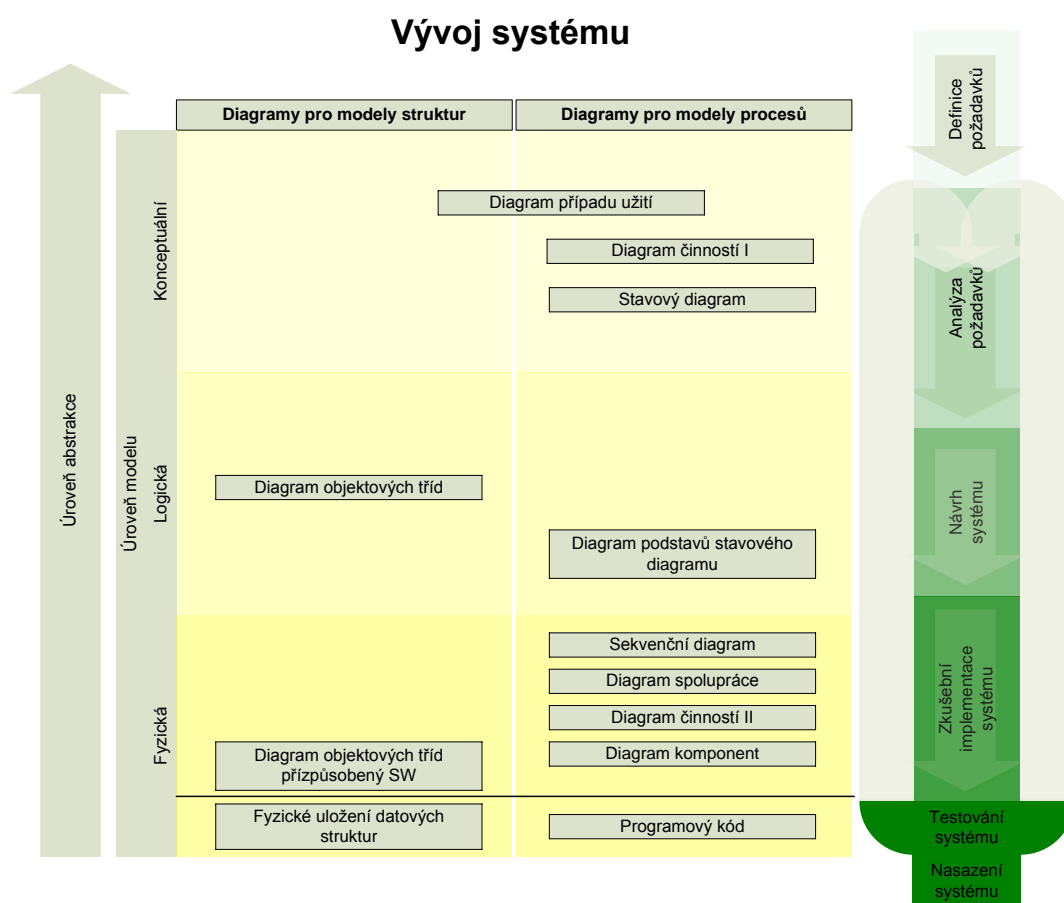 Vývoj systému
Diagramy pro modely struktur
Diagramy pro modely procesů
Úroveň abstrakce
Úroveň modelu
Konceptuální
Diagram případu užití
Diagram činností I
Stavový diagram
Logická
Diagram objektových tříd
Diagram podstavů stavového
diagramu
Fyzická
Sekvenční diagram
Diagram spolupráce
Diagram činností II
Diagram komponent
Diagram objektových tříd
přízpůsobený SW
Fyzické uložení datových
struktur
Programový kód
Definice
požadavků
Analýza
požadavků
Návrh
systému
Zkušební
implementace
systému
Testování
systému
Nasazení
systému